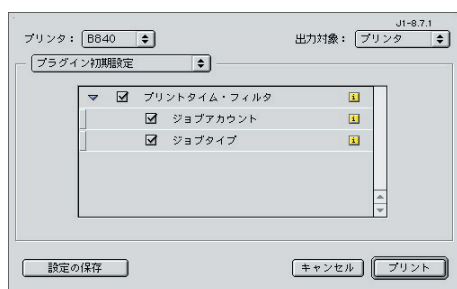 J1-8.7.1
プリンタ： B840 出力対象： プリンタ
プラグイン初期設定
プリントタイム・フィルタ
ジョブアカウント
ジョブタイプ
設定の保存 キャンセル プリント